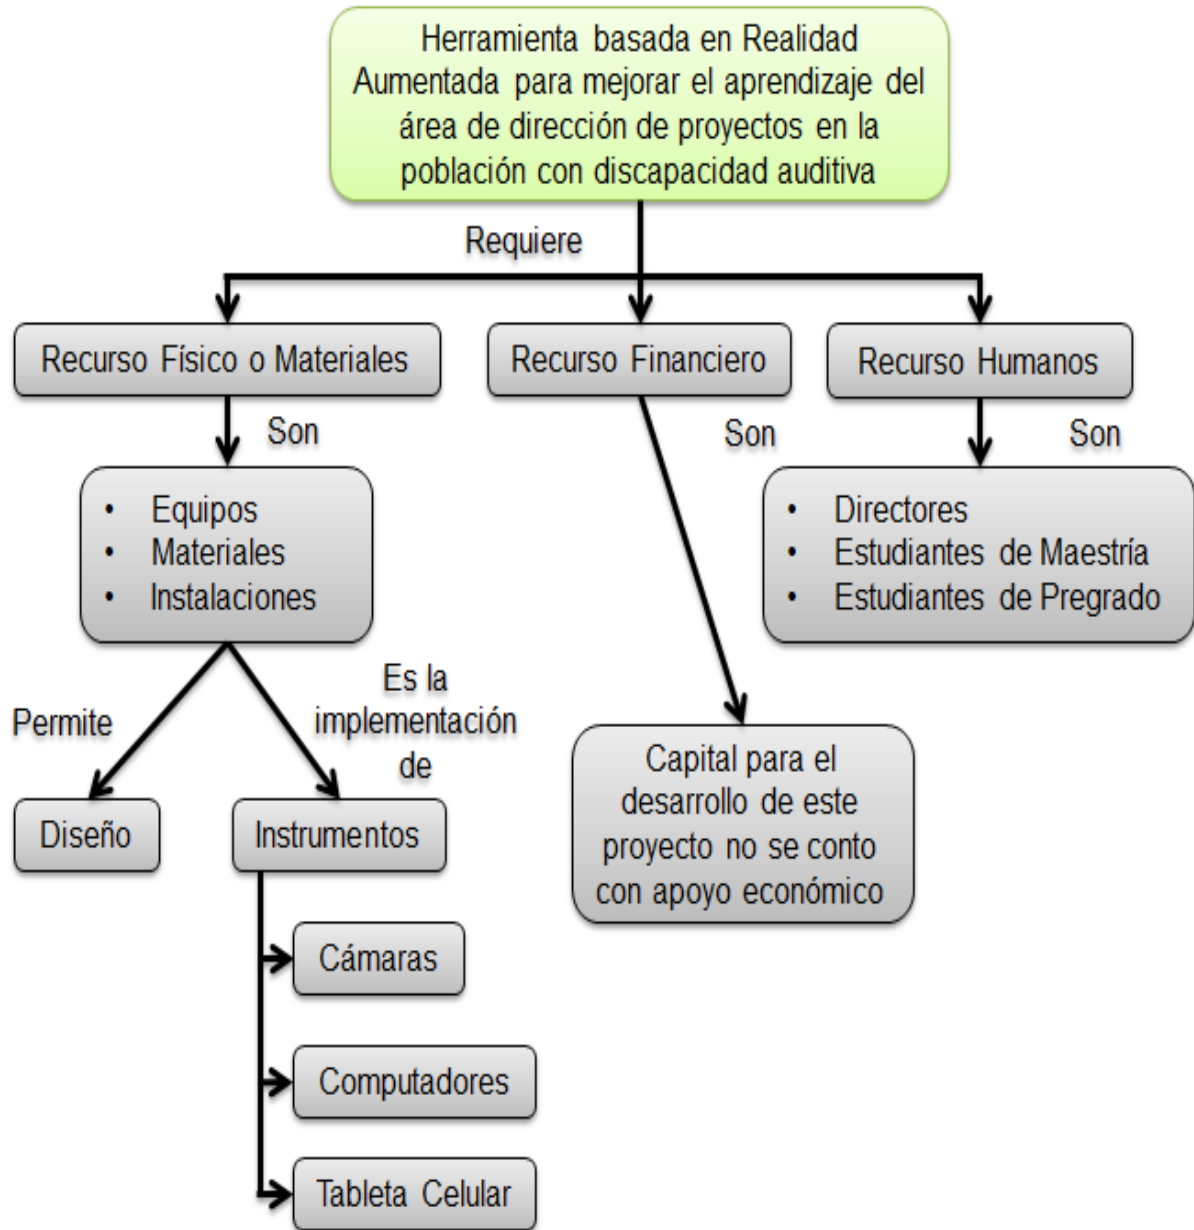 Herramienta basada en Realidad
Aumentada para mejorar el aprendizaje del
área de dirección de proyectos en la
población con discapacidad auditiva
Requiere
Recurso Físico o Materiales
Recurso Financiero
Recurso Humanos
Son
Son
Son
• Equipos
• Materiales
• Instalaciones
• Directores
• Estudiantes de Maestría
• Estudiantes de Pregrado
Permite
Es la
implementación
de
Diseño
Instrumentos
Capital para el
desarrollo de este
proyecto no se conto
con apoyo económico
Cámaras
Computadores
Tableta Celular